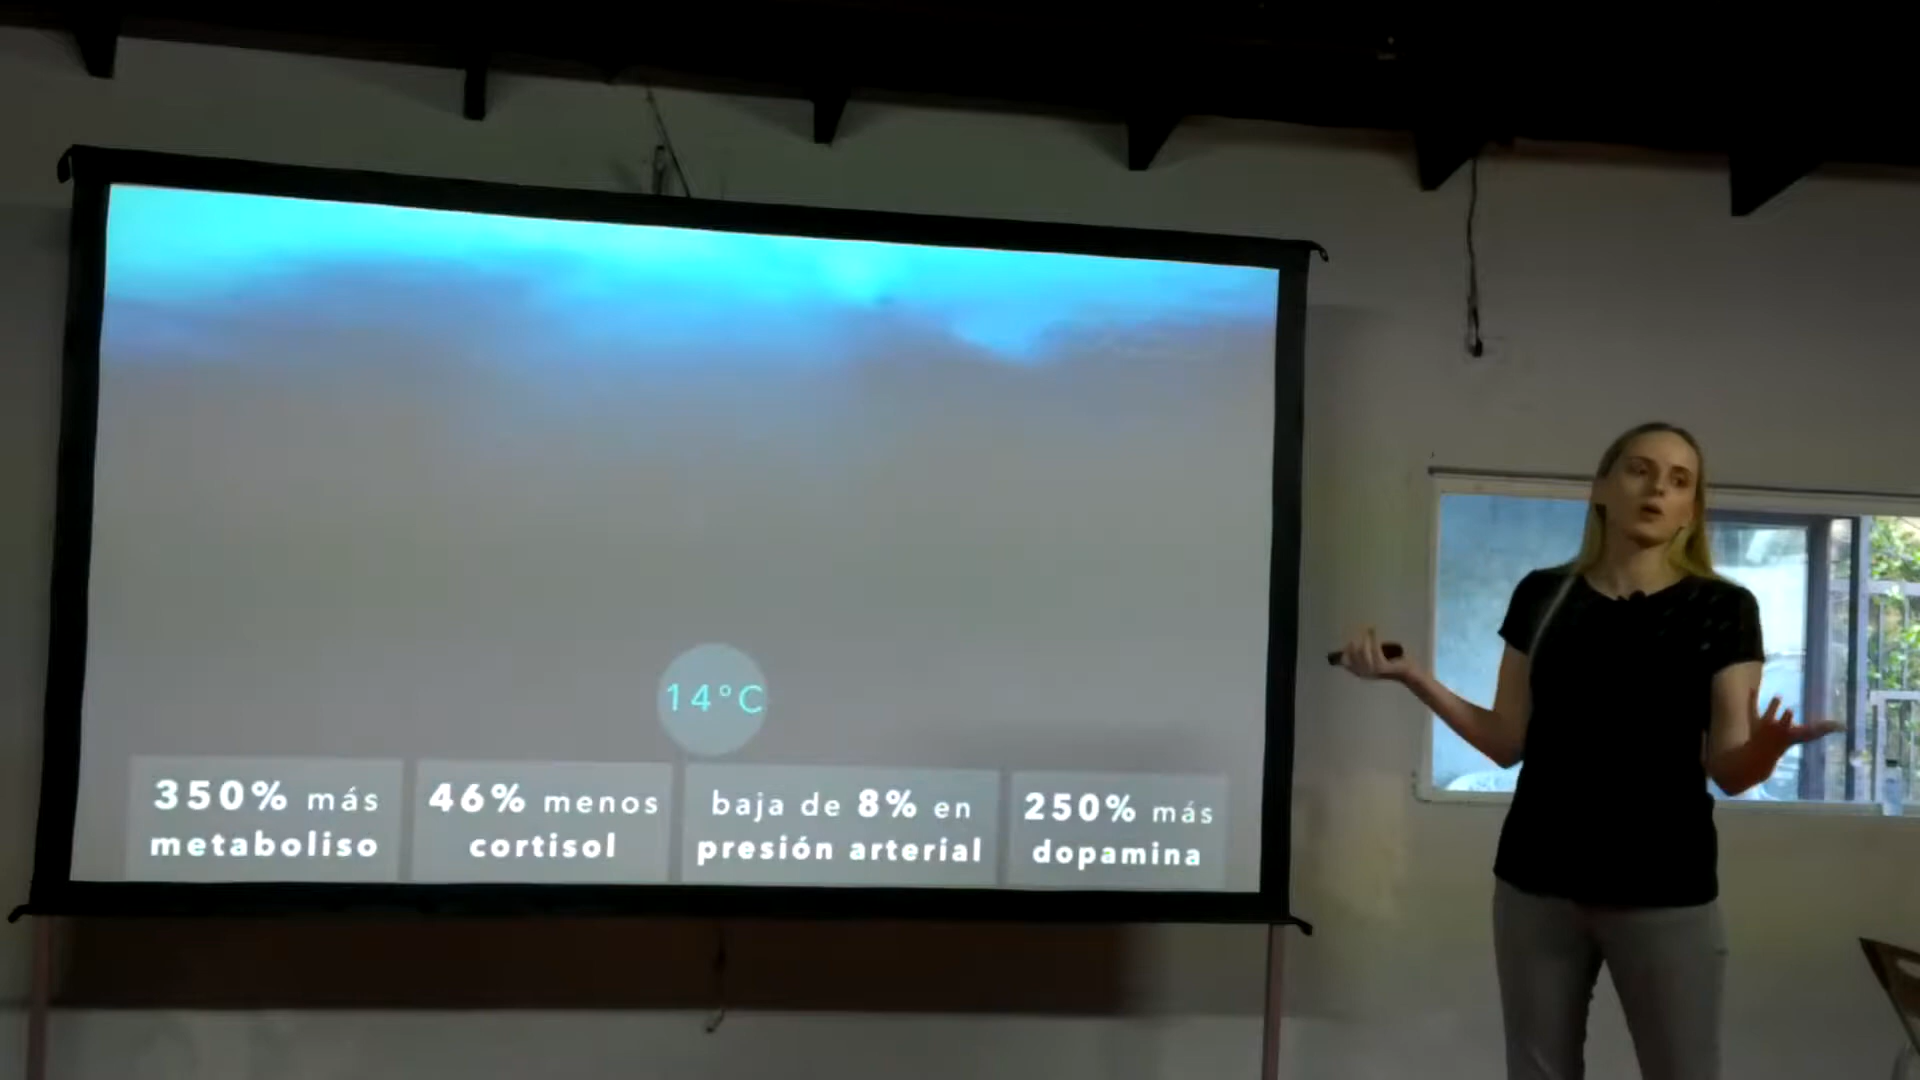 14°C
350% más
metaboliso
46% menos
cortisol
baja de 8% en
presión arterial
250% más
dopamina